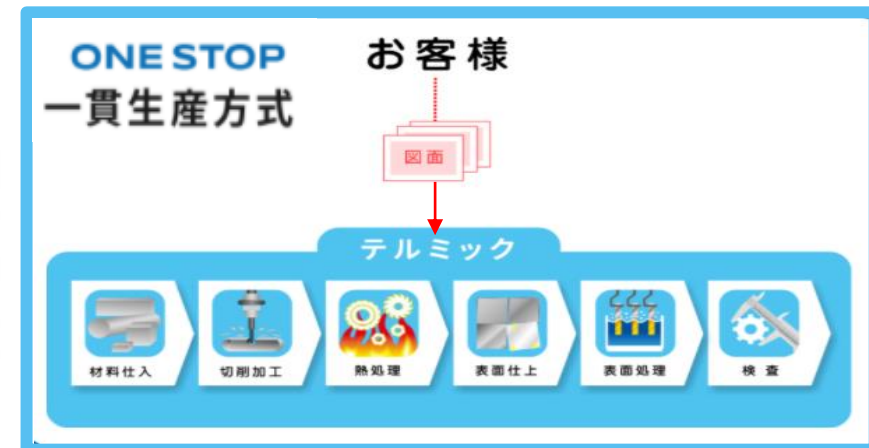 ONE STOP
一貫生産方式
お客様
図面
テルミック
材料仕入
切削加工
熱処理
表面仕上
表面処理
検査